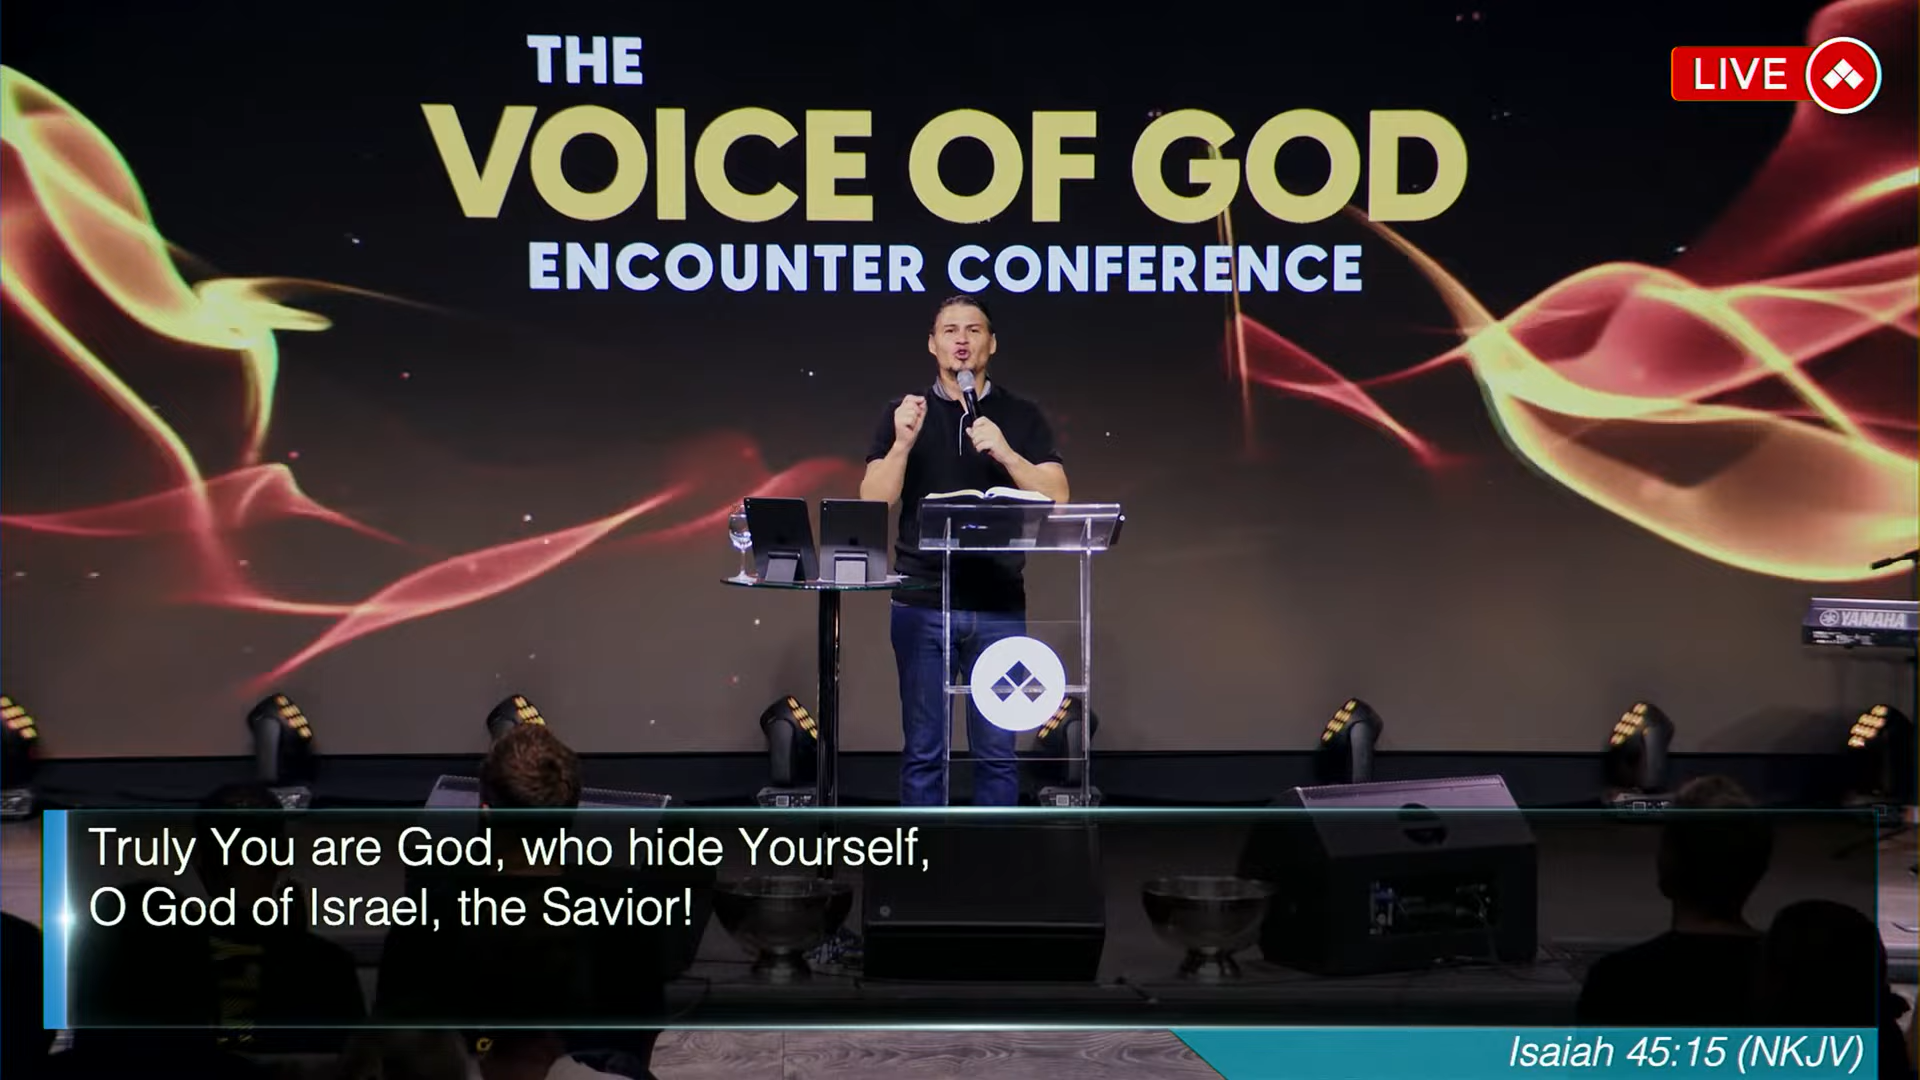 THE
VOICE OF GOD
ENCOUNTER CONFERENCE
LIVE
YAMAHA
Truly You are God, who hide Yourself,
O God of Israel, the Savior!
Isaiah 45:15 (NKJV)